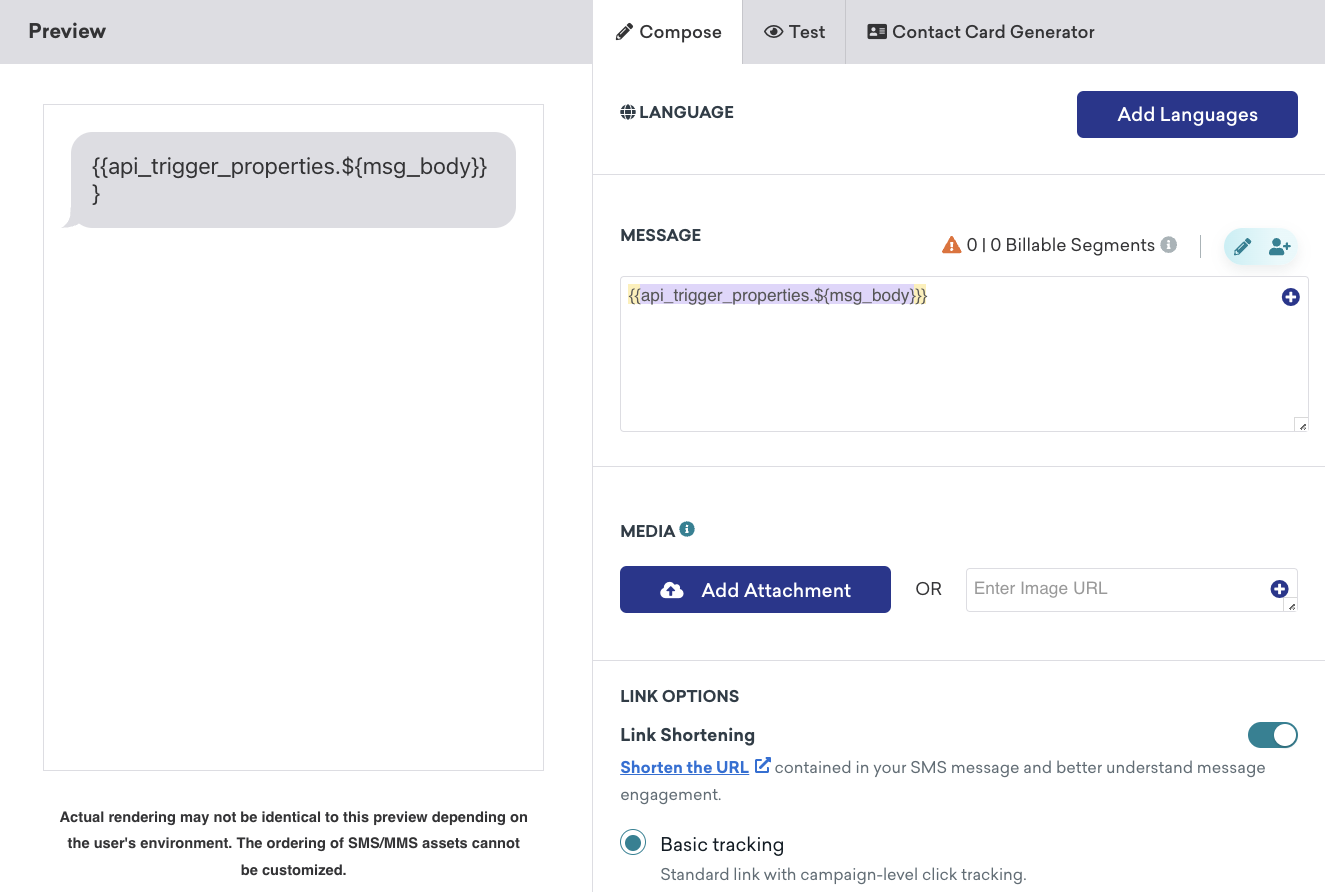 Preview
{{api_trigger_properties.${msg_body}}
}
Actual rendering may not be identical to this preview depending on
the user's environment. The ordering of SMS/MMS assets cannot
be customized.
Compose
Test
Contact Card Generator
LANGUAGE
Add Languages
MESSAGE
0 | 0 Billable Segments
{{api_trigger_properties.${msg_body}}}
MEDIA
Add Attachment
OR
Enter Image URL
LINK OPTIONS
Link Shortening
Shorten the URL contained in your SMS message and better understand message
engagement.
Basic tracking
Standard link with campaign-level click tracking.